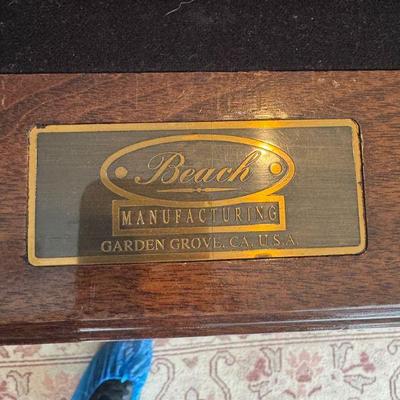 Beach
MANUFACTURING
GARDEN GROVE, CA. U.S.A.